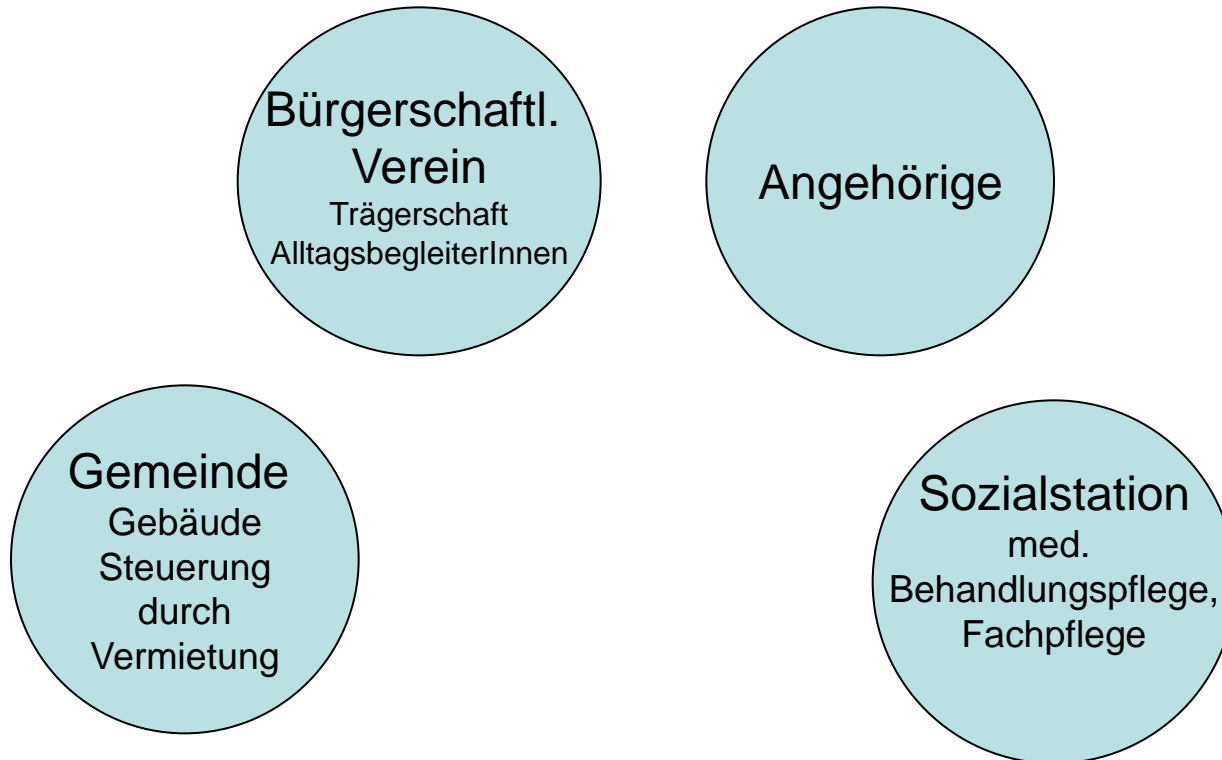 Bürgerschaftl.
Verein
Trägerschaft
AlltagsbegleiterInnen
Angehörige
Gemeinde
Gebäude
Steuerung
durch
Vermietung
Sozialstation
med.
Behandlungspflege,
Fachpflege